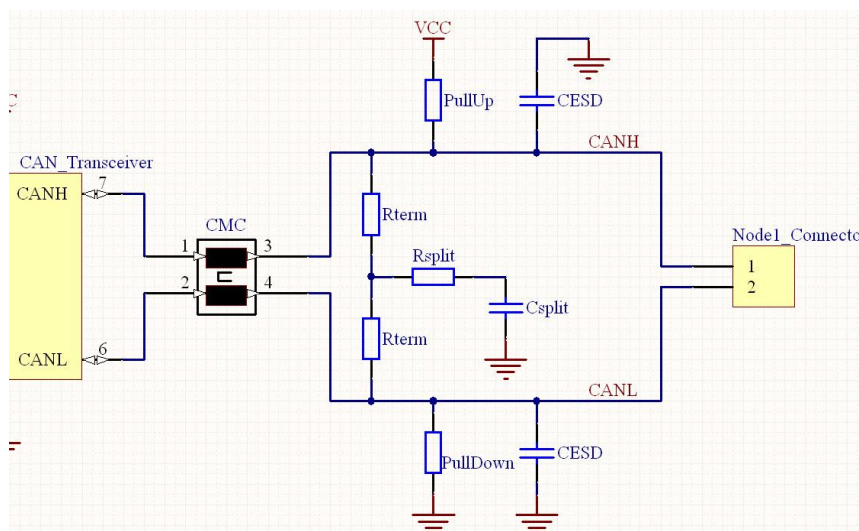 VCC
PullUp
CESD
C
CANH
CAN_Transceiver
7
CANH
CMC
Rterm
1
3
Rsplit
Node1_Connecto
1
2
2
4
Csplit
Rterm
CANL
6
CANL
PullDown
CESD